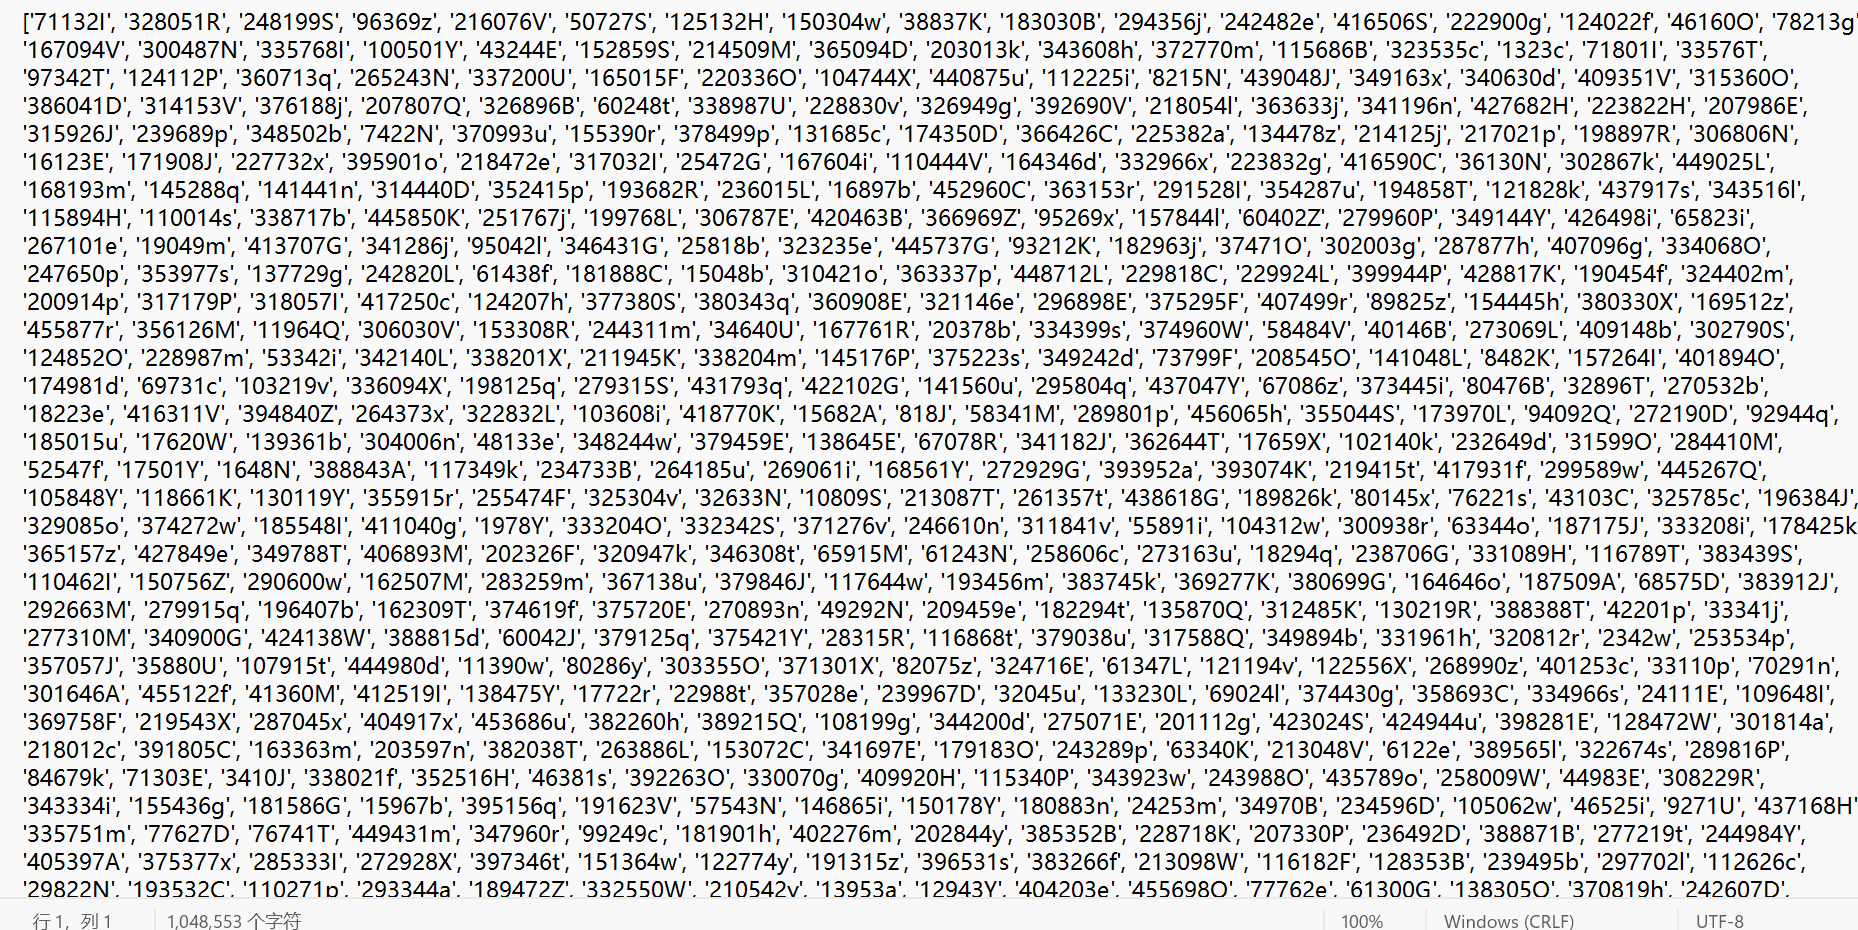 ['71132I', '328051R', '248199S', '96369z', '216076V', '50727S', '125132H', '150304w', '38837K', '183030B', '294356j', '242482e', '416506S', '222900g', '124022f', '46160O', '78213g'
'167094V', '300487N', '335768I', '100501Y', '43244E', '152859S', '214509M', '365094D', '203013k', '343608h', '372770m', '115686B', '323535c', '1323c', '71801I', '33576T',
'97342T', '124112P', '360713q', '265243N', '337200U', '165015F', '220336O', '104744X', '440875u', '112225i', '8215N', '439048J', '349163x', '340630d', '409351V', '315360O',
'386041D', '314153V', '376188j', '207807Q', '326896B', '60248t', '338987U', '228830v', '326949g', '392690V', '218054l', '363633j', '341196n', '427682H', '223822H', '207986E',
'315926J', '239689p', '348502b', '7422N', '370993u', '155390r', '378499p', '131685c', '174350D', '366426C', '225382a', '134478z', '214125j', '217021p', '198897R', '306806N',
'16123E', '171908J', '227732x', '395901o', '218472e', '317032I', '25472G', '167604i', '110444V', '164346d', '332966x', '223832g', '416590C', '36130N', '302867k', '449025L',
'168193m', '145288q', '141441n', '314440D', '352415p', '193682R', '236015L', '16897b', '452960C', '363153r', '291528I', '354287u', '194858T', '121828k', '437917s', '343516l',
'115894H', '110014s', '338717b', '445850K', '251767j', '199768L', '306787E', '420463B', '366969Z', '95269x', '157844l', '60402Z', '279960P', '349144Y', '426498i', '65823i',
'267101e', '19049m', '413707G', '341286j', '95042l', '346431G', '25818b', '323235e', '445737G', '93212K', '182963j', '37471O', '302003g', '287877h', '407096g', '334068O',
'247650p', '353977s', '137729g', '242820L', '61438f', '181888C', '15048b', '310421o', '363337p', '448712L', '229818C', '229924L', '399944P', '428817K', '190454f', '324402m',
'200914p', '317179P', '318057I', '417250c', '124207h', '377380S', '380343q', '360908E', '321146e', '296898E', '375295F', '407499r', '89825z', '154445h', '380330X', '169512z',
'455877r', '356126M', '11964Q', '306030V', '153308R', '244311m', '34640U', '167761R', '20378b', '334399s', '374960W', '58484V', '40146B', '273069L', '409148b', '302790S',
'124852O', '228987m', '53342i', '342140L', '338201X', '211945K', '338204m', '145176P', '375223s', '349242d', '73799F', '208545O', '141048L', '8482K', '157264I', '401894O',
'174981d', '69731c', '103219v', '336094X', '198125q', '279315S', '431793q', '422102G', '141560u', '295804q', '437047Y', '67086z', '373445i', '80476B', '32896T', '270532b',
'18223e', '416311V', '394840Z', '264373x', '322832L', '103608i', '418770K', '15682A', '818J', '58341M', '289801p', '456065h', '355044S', '173970L', '94092Q', '272190D', '92944q',
'185015u', '17620W', '139361b', '304006n', '48133e', '348244w', '379459E', '138645E', '67078R', '341182J', '362644T', '17659X', '102140k', '232649d', '31599O', '284410M',
'52547f', '17501Y', '1648N', '388843A', '117349k', '234733B', '264185u', '269061i', '168561Y', '272929G', '393952a', '393074K', '219415t', '417931f', '299589w', '445267Q',
'105848Y', '118661K', '130119Y', '355915r', '255474F', '325304v', '32633N', '10809S', '213087T', '261357t', '438618G', '189826k', '80145x', '76221s', '43103C', '325785c', '196384J',
'329085o', '374272w', '185548I', '411040g', '1978Y', '333204O', '332342S', '371276v', '246610n', '311841v', '55891i', '104312w', '300938r', '63344o', '187175J', '333208i', '178425k
'365157z', '427849e', '349788T', '406893M', '202326F', '320947k', '346308t', '65915M', '61243N', '258606c', '273163u', '18294q', '238706G', '331089H', '116789T', '383439S',
'110462I', '150756Z', '290600w', '162507M', '283259m', '367138u', '379846J', '117644w', '193456m', '383745k', '369277K', '380699G', '164646o', '187509A', '68575D', '383912J',
'292663M', '279915q', '196407b', '162309T', '374619f', '375720E', '270893n', '49292N', '209459e', '182294t', '135870Q', '312485K', '130219R', '388388T', '42201p', '33341j',
'277310M', '340900G', '424138W', '388815d', '60042J', '379125q', '375421Y', '28315R', '116868t', '379038u', '317588Q', '349894b', '331961h', '320812r', '2342w', '253534p',
'357057J', '35880U', '107915t', '444980d', '11390w', '80286y', '303355O', '371301X', '82075z', '324716E', '61347L', '121194v', '122556X', '268990z', '401253c', '33110p', '70291n',
'301646A', '455122f', '41360M', '412519I', '138475Y', '17722r', '22988t', '357028e', '239967D', '32045u', '133230L', '69024l', '374430g', '358693C', '334966s', '24111E', '109648I',
'369758F', '219543X', '287045x', '404917x', '453686u', '382260h', '389215Q', '108199g', '344200d', '275071E', '201112g', '423024S', '424944u', '398281E', '128472W', '301814a',
'218012c', '391805C', '163363m', '203597n', '382038T', '263886L', '153072C', '341697E', '179183O', '243289p', '63340K', '213048V', '6122e', '389565l', '322674s', '289816P',
'84679k', '71303E', '3410J', '338021f', '352516H', '46381s', '392263O', '330070g', '409920H', '115340P', '343923w', '243988O', '435789o', '258009W', '44983E', '308229R',
'343334i', '155436g', '181586G', '15967b', '395156q', '191623V', '57543N', '146865i', '150178Y', '180883n', '24253m', '34970B', '234596D', '105062w', '46525i', '9271U', '437168H'
'335751m', '77627D', '76741T', '449431m', '347960r', '99249c', '181901h', '402276m', '202844y', '385352B', '228718K', '207330P', '236492D', '388871B', '277219t', '244984Y',
'405397A', '375377x', '285333I', '272928X', '397346t', '151364w', '122774y', '191315z', '396531s', '383266f', '213098W', '116182F', '128353B', '239495b', '297702I', '112626c',
'29822N', '193532C', '110271p', '293344a', '189472Z', '332550W', '210542v', '13953a', '12943Y', '404203e', '455698O', '77762e', '61300G', '138305O', '370819h', '242607D',
行 1，列 1 1,048,553 个字符 100% Windows (CRLF) UTF-8